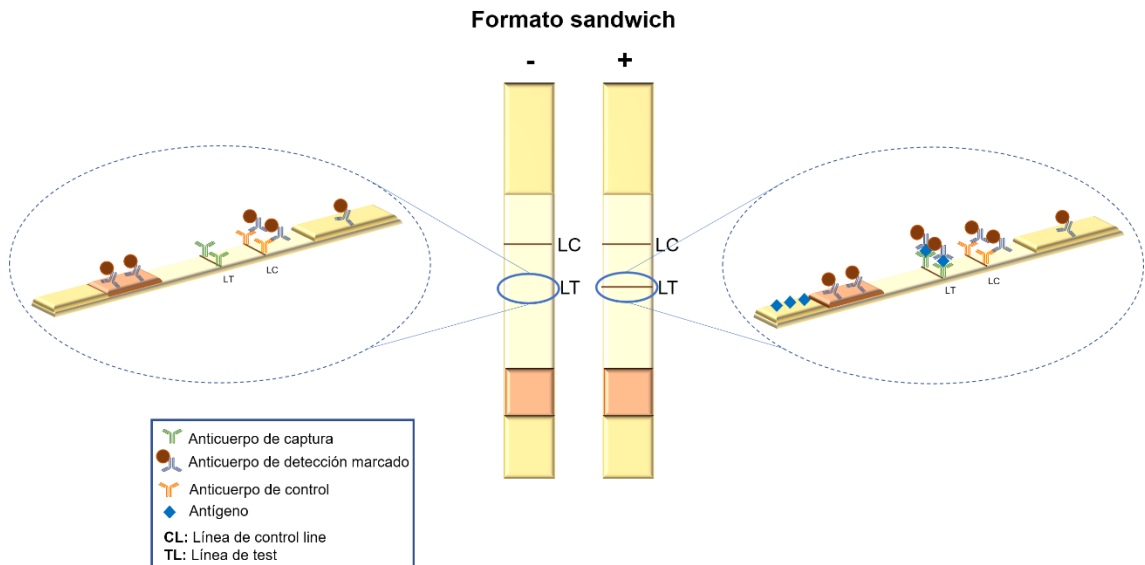 Formato sandwich
- +
LC LC
LT LT
LT LC
LT LC
Anticuerpo de captura
Anticuerpo de detección marcado
Anticuerpo de control
Antígeno
CL: Línea de control line
TL: Línea de test